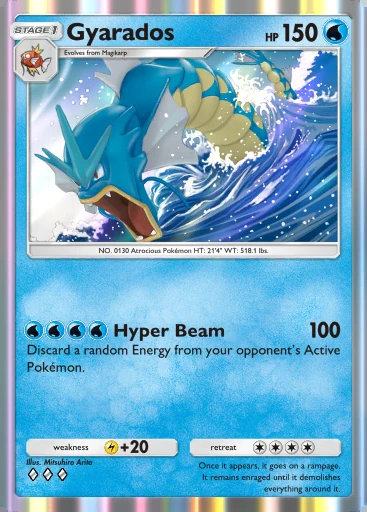 STAGE 1
Gyarados
HP 150
Evolves from Magikarp
NO. 0130 Atrocious Pokémon HT: 21'4" WT: 518.1 lbs.
Hyper Beam 100
Discard a random Energy from your opponent's Active
Pokémon.
weakness +20
retreat
Illus. Mitsuhiro Arita
Once it appears, it goes on a rampage.
It remains enraged until it demolishes
everything around it.